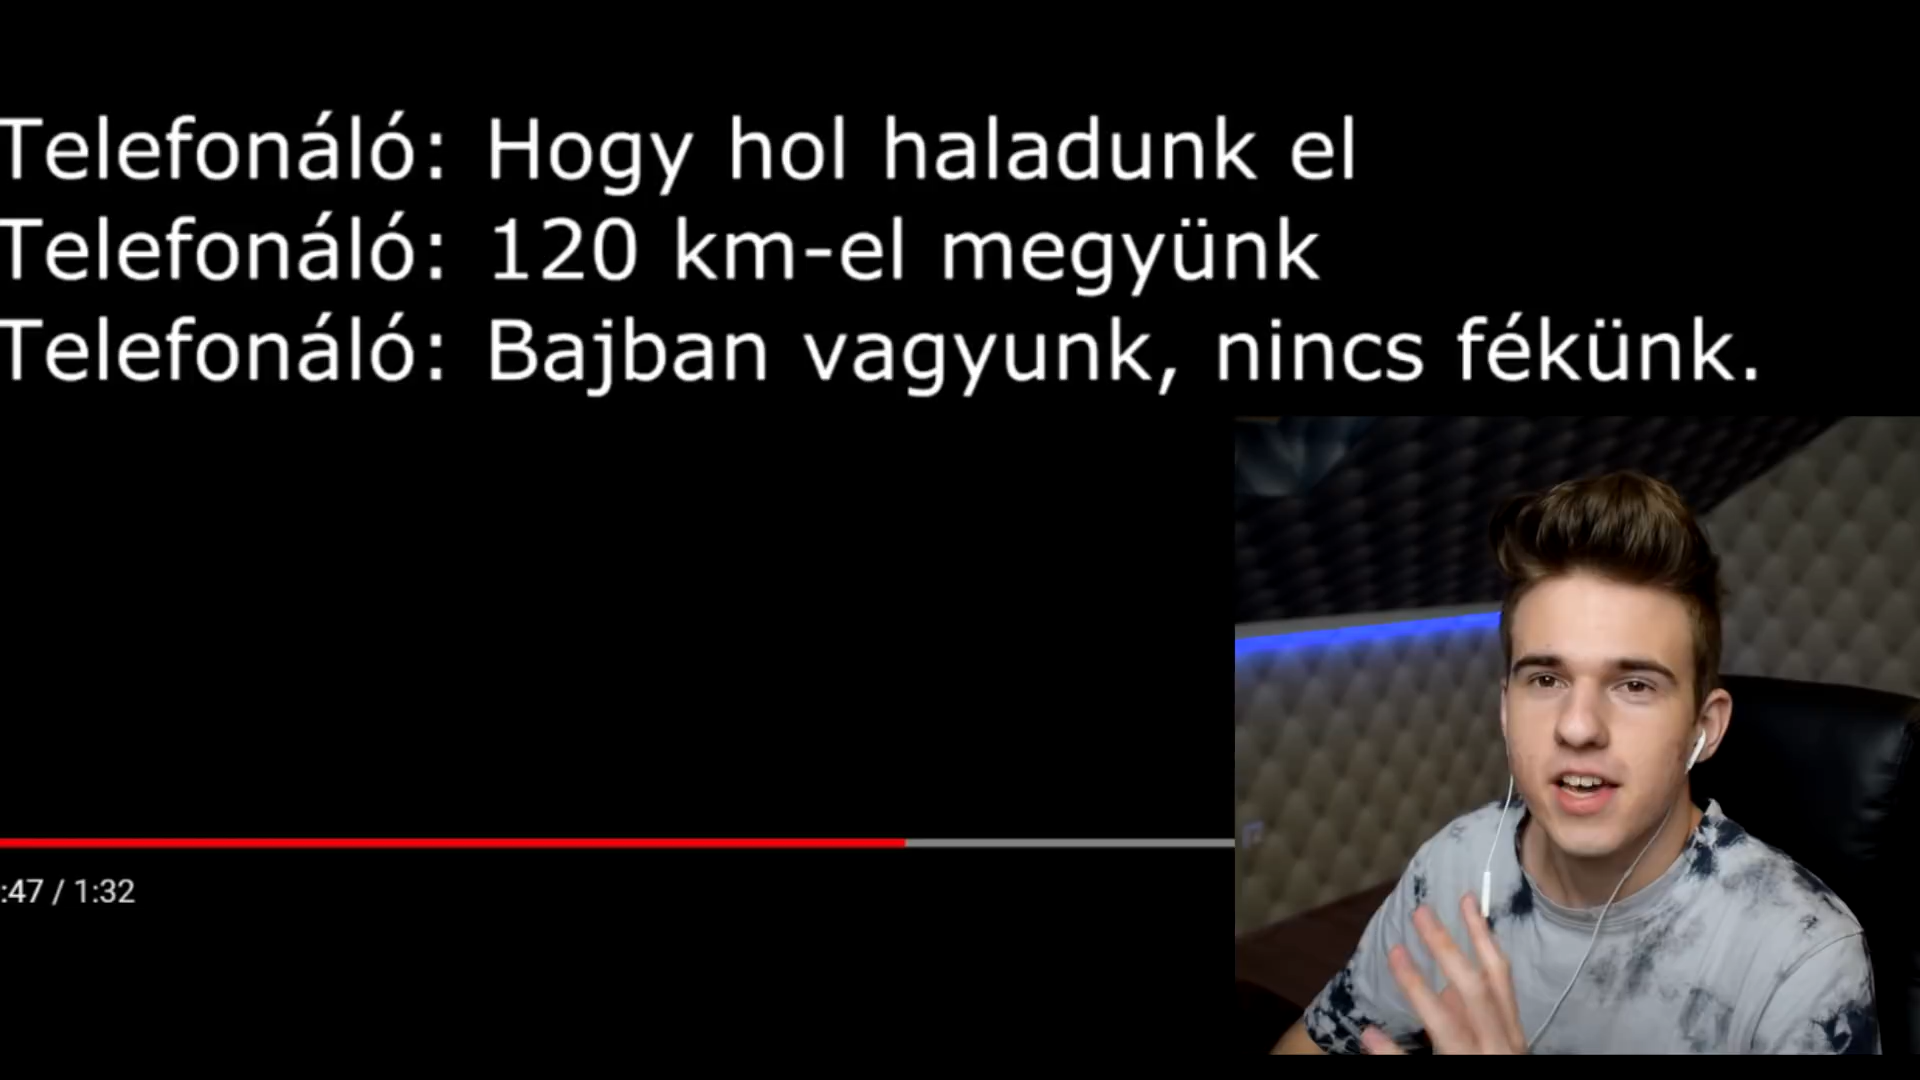 Telefonáló: Hogy hol haladunk el
Telefonáló: 120 km-el megyünk
Telefonáló: Bajban vagyunk, nincs fékünk.
:47 / 1:32